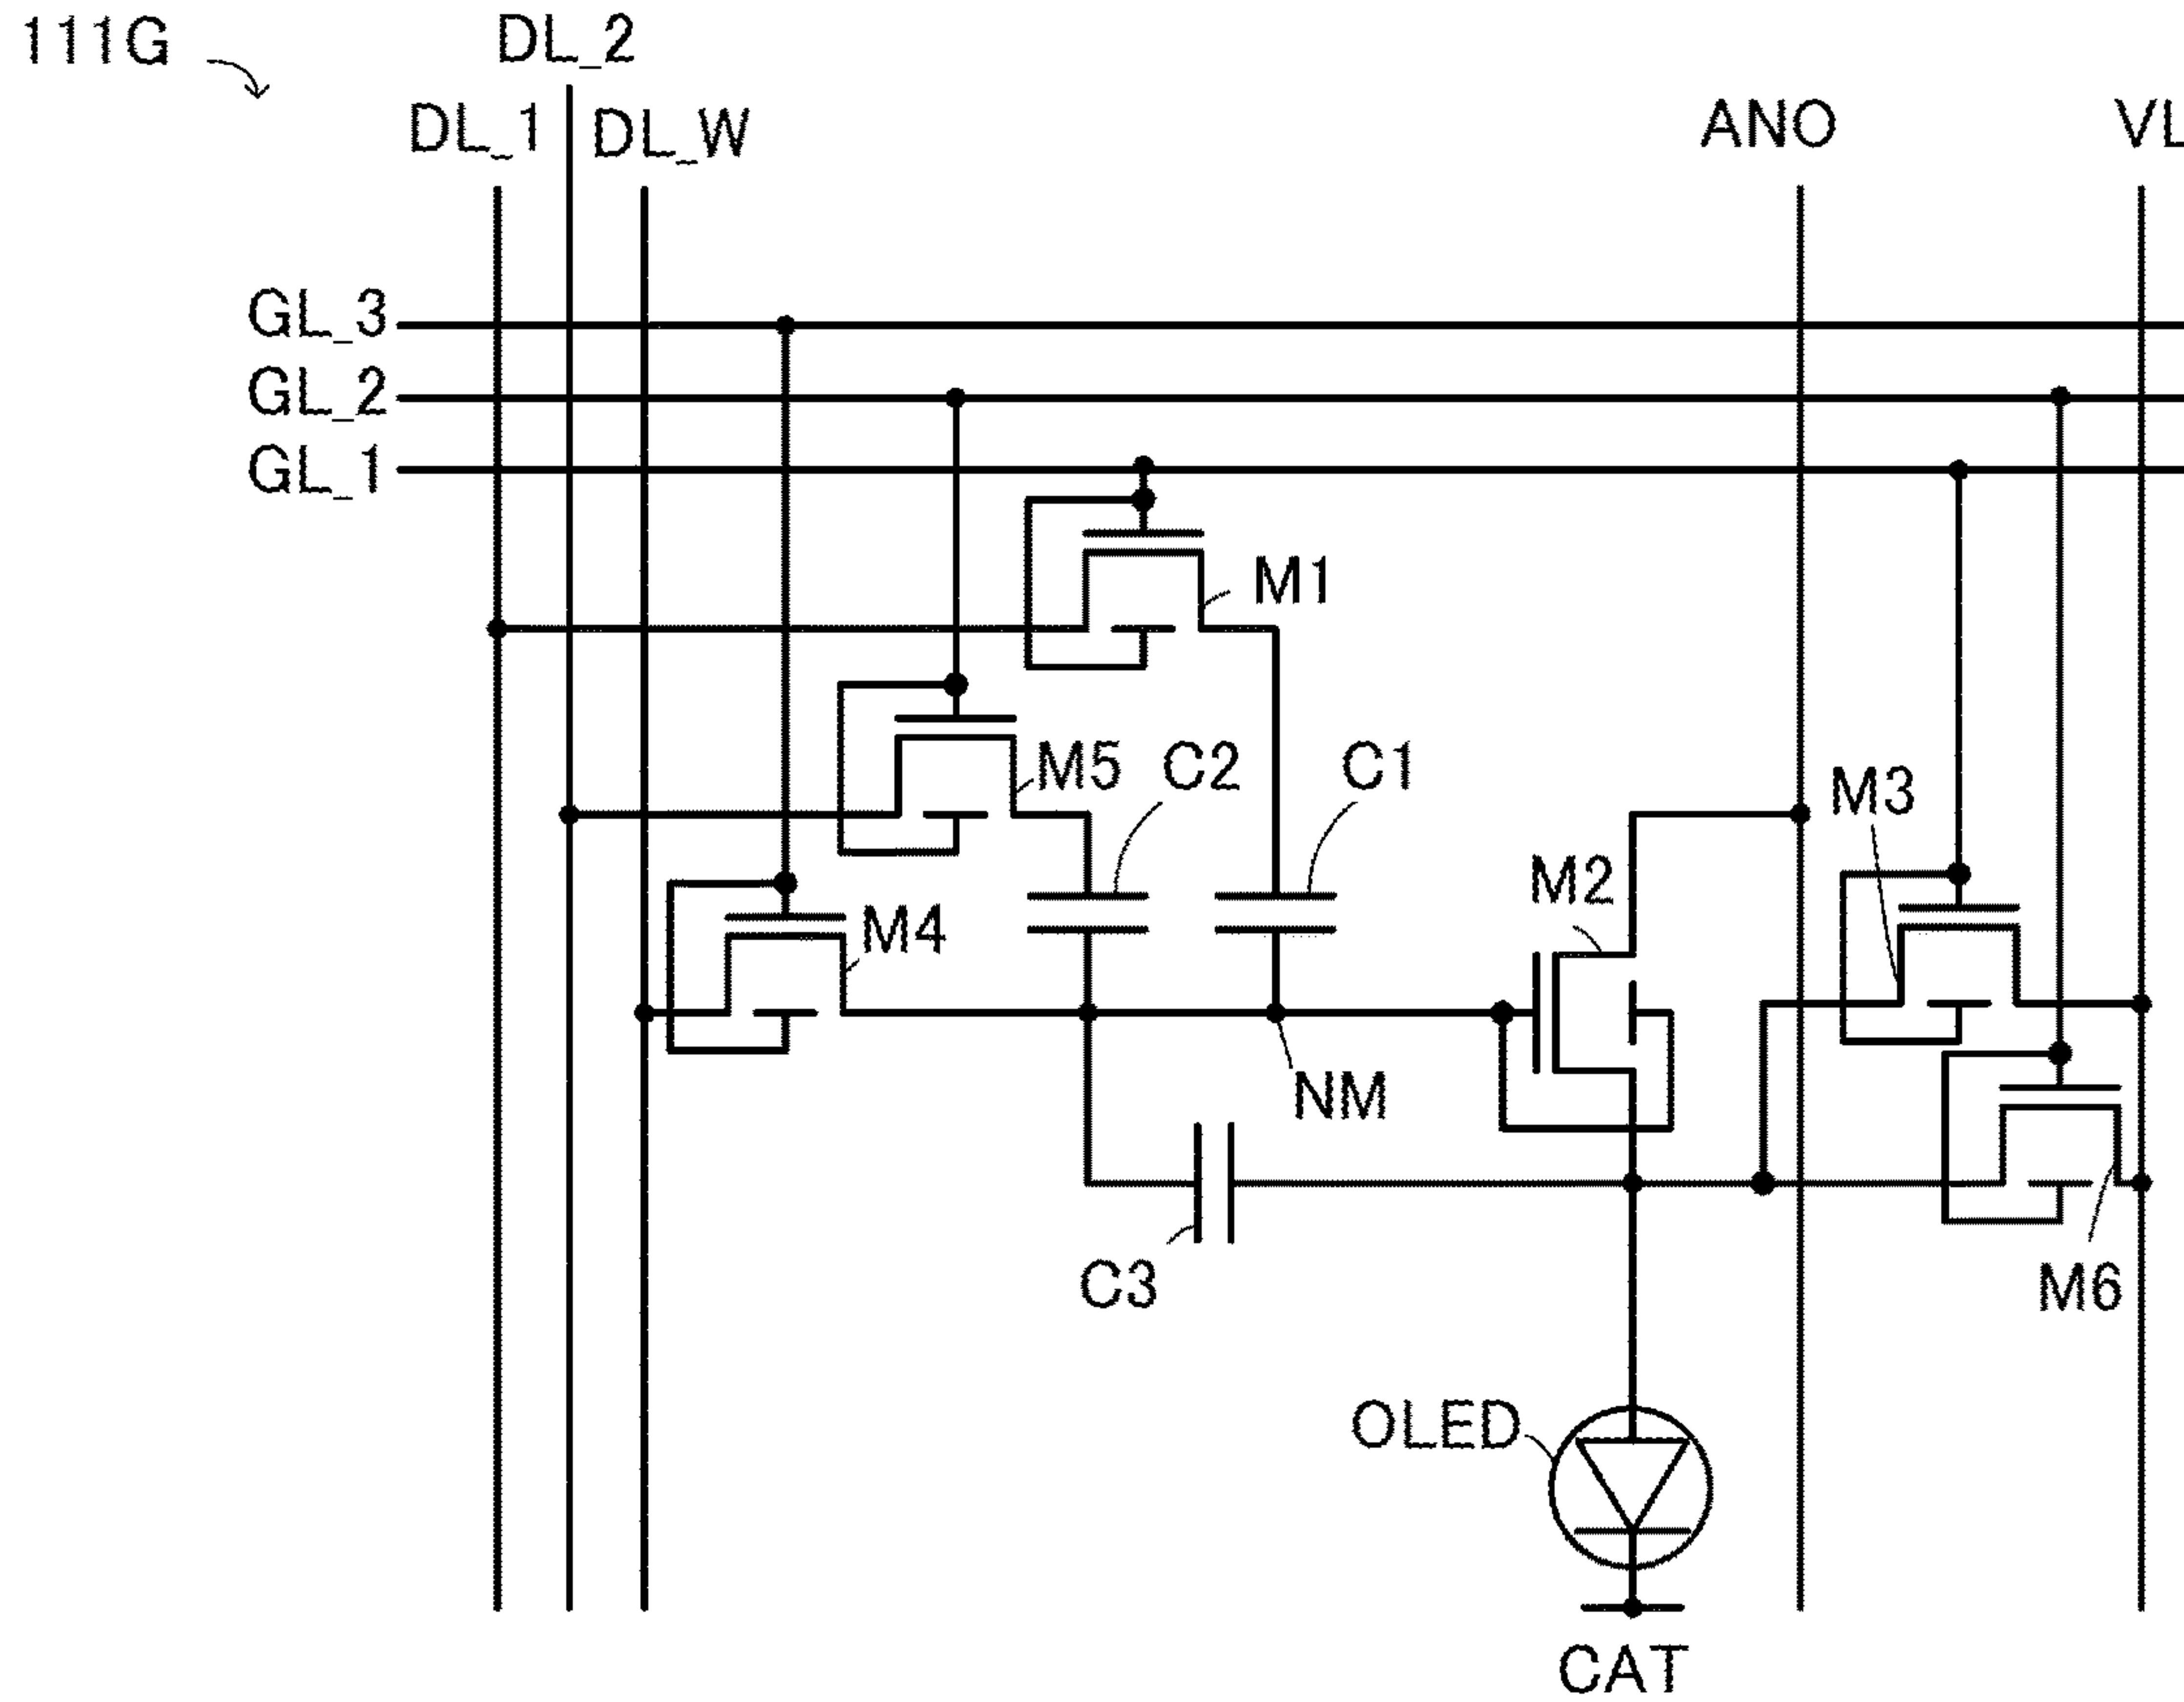 111G
DL_2
DL_1
DL_W
ANO
VL
GL_3
GL_2
GL_1
M1
M5
C2
C1
M3
M2
M4
NM
C3
M6
OLED
CAT